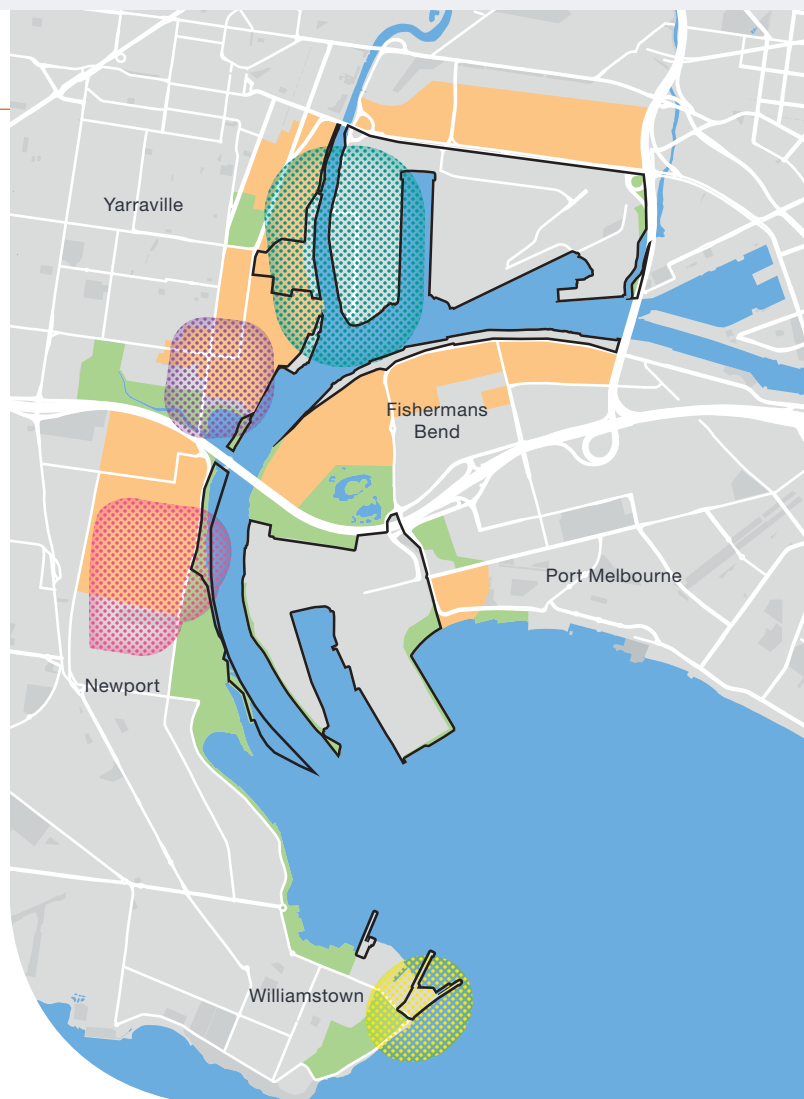 Yarraville
Fishermans
Bend
Port Melbourne
Newport
Williamstown